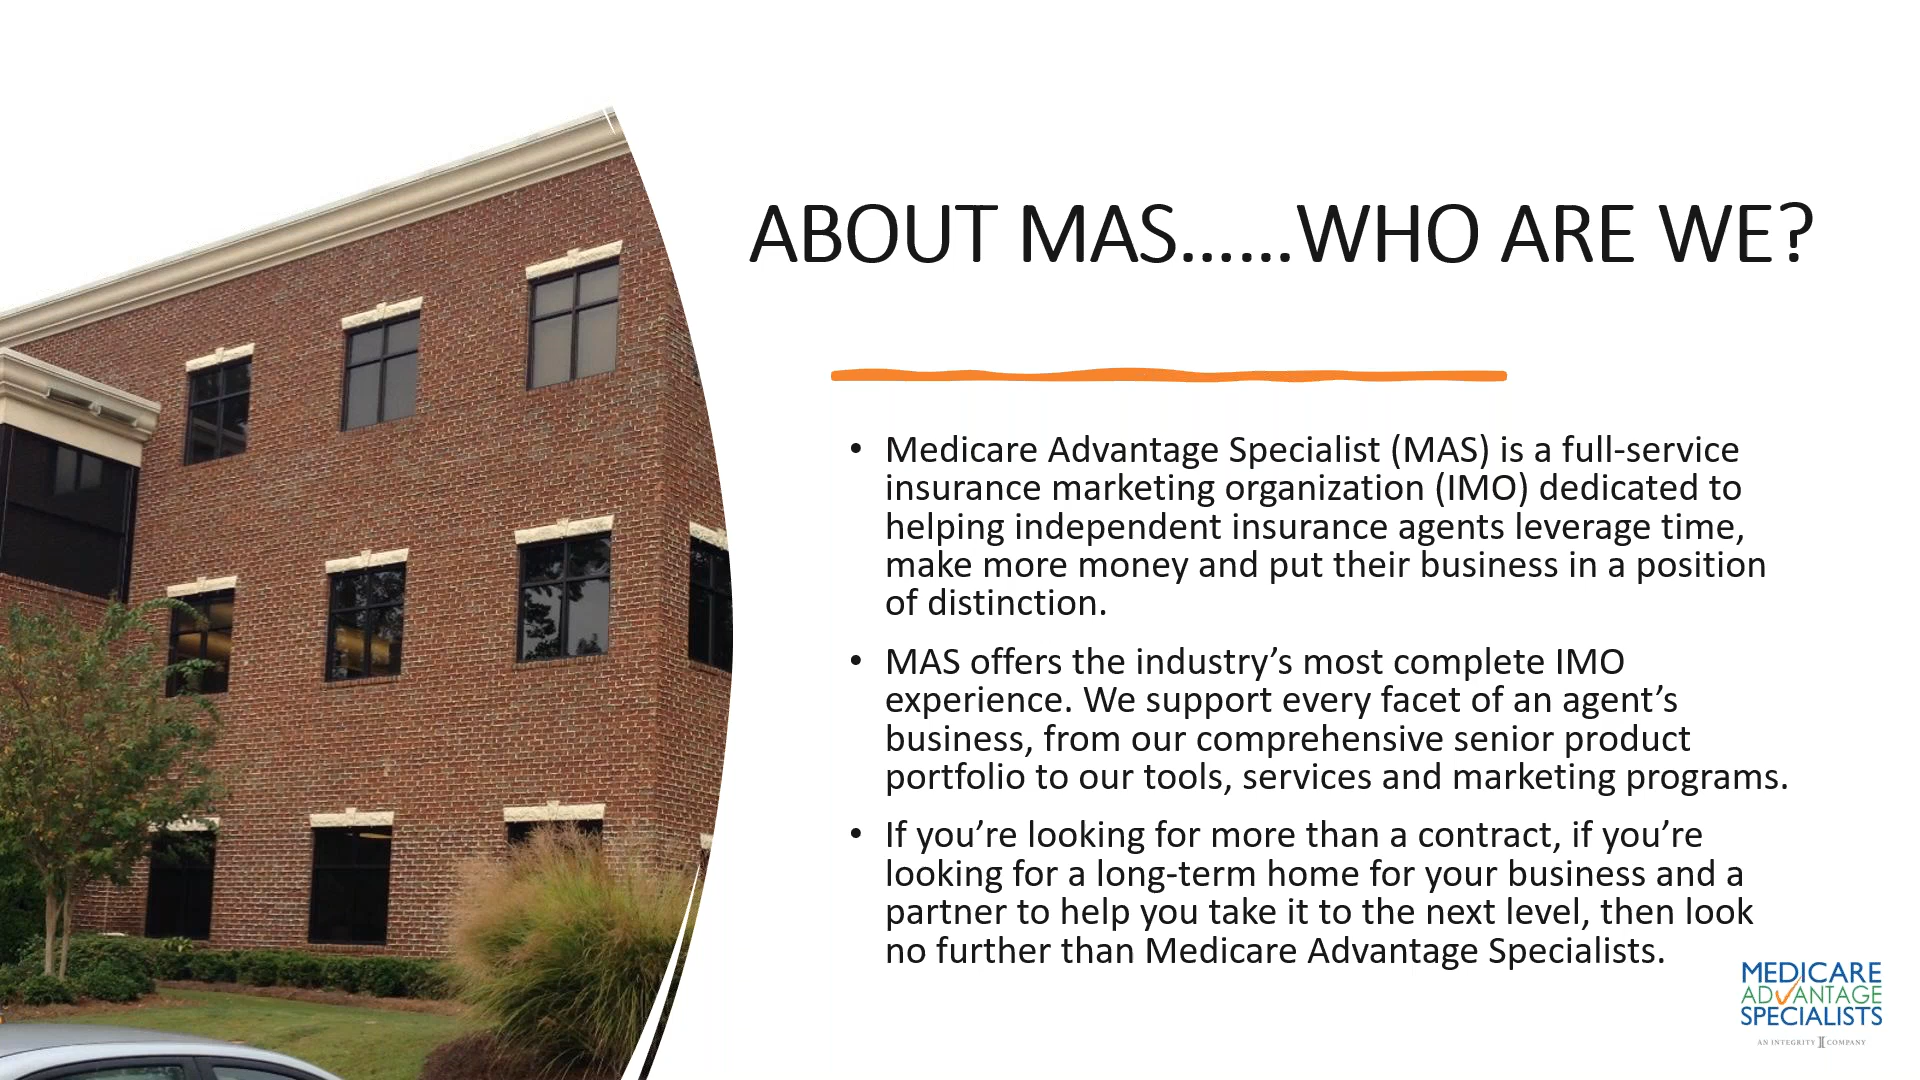 ABOUT MAS......WHO ARE WE?
• Medicare Advantage Specialist (MAS) is a full-service
insurance marketing organization (IMO) dedicated to
helping independent insurance agents leverage time,
make more money and put their business in a position
of distinction.
• MAS offers the industry’s most complete IMO
experience. We support every facet of an agent’s
business, from our comprehensive senior product
portfolio to our tools, services and marketing programs.
• If you’re looking for more than a contract, if you’re
looking for a long-term home for your business and a
partner to help you take it to the next level, then look
no further than Medicare Advantage Specialists.
MEDICARE
ADVANTAGE
SPECIALISTS
AN INTEGRITY COMPANY